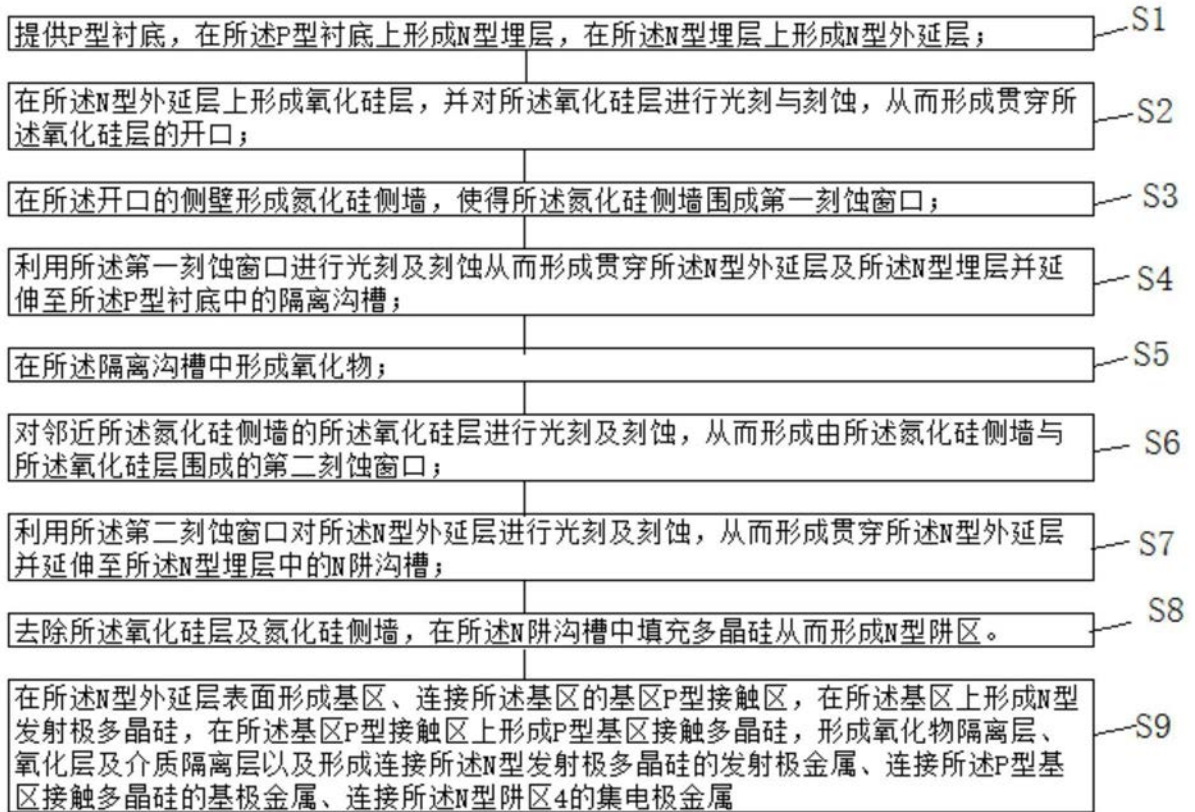 提供P型衬底，在所述P型衬底上形成N型埋层，在所述N型埋层上形成N型外延层；
S1
在所述N型外延层上形成氧化硅层，并对所述氧化硅层进行光刻与刻蚀，从而形成贯穿所
述氧化硅层的开口；
S2
在所述开口的侧壁形成氮化硅侧墙，使得所述氮化硅侧墙围成第一刻蚀窗口；
S3
利用所述第一刻蚀窗口进行光刻及刻蚀从而形成贯穿所述N型外延层及所述N型埋层并延
伸至所述P型衬底中的隔离沟槽；
S4
在所述隔离沟槽中形成氧化物；
S5
对邻近所述氮化硅侧墙的所述氧化硅层进行光刻及刻蚀，从而形成由所述氮化硅侧墙与
所述氧化硅层围成的第二刻蚀窗口；
S6
利用所述第二刻蚀窗口对所述N型外延层进行光刻及刻蚀，从而形成贯穿所述N型外延层
并延伸至所述N型埋层中的N阱沟槽；
S7
去除所述氧化硅层及氮化硅侧墙，在所述N阱沟槽中填充多晶硅从而形成N型阱区。
S8
在所述N型外延层表面形成基区、连接所述基区的基区P型接触区，在所述基区上形成N型
发射极多晶硅，在所述基区P型接触区上形成P型基区接触多晶硅，形成氧化物隔离层、
氧化层及介质隔离层以及形成连接所述N型发射极多晶硅的发射极金属、连接所述P型基
区接触多晶硅的基极金属、连接所述N型阱区4的集电极金属
S9